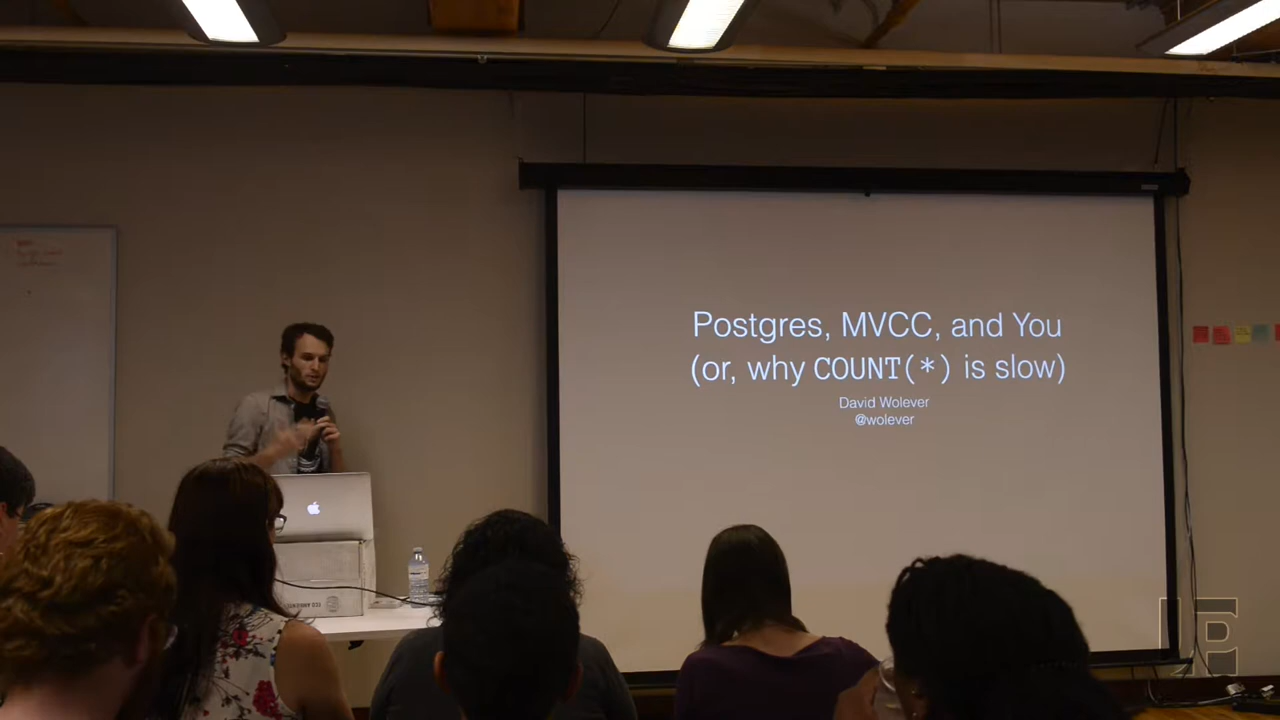 Postgres, MVCC, and You
(or, why COUNT(*) is slow)
David Wolever
@wolever